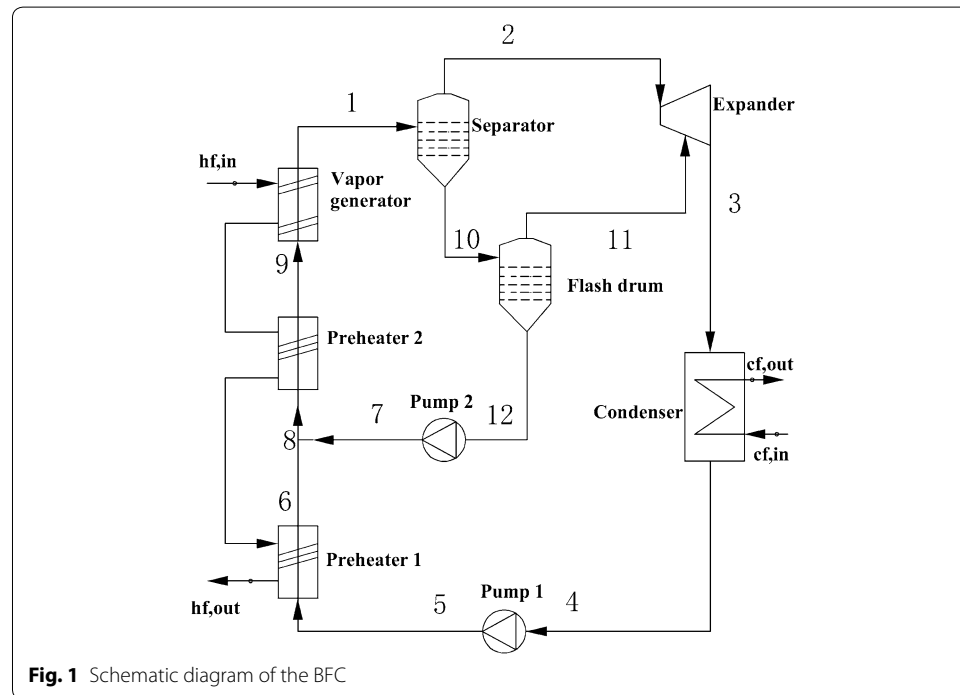 2
1
Separator
Expander
hf,in
Vapor
generator
3
10
11
9
Flash drum
Preheater 2
cf,out
Pump 2
7
12
Condenser
8
cf,in
6
Preheater 1
hf,out
5
Pump 1
4
Fig. 1 Schematic diagram of the BFC